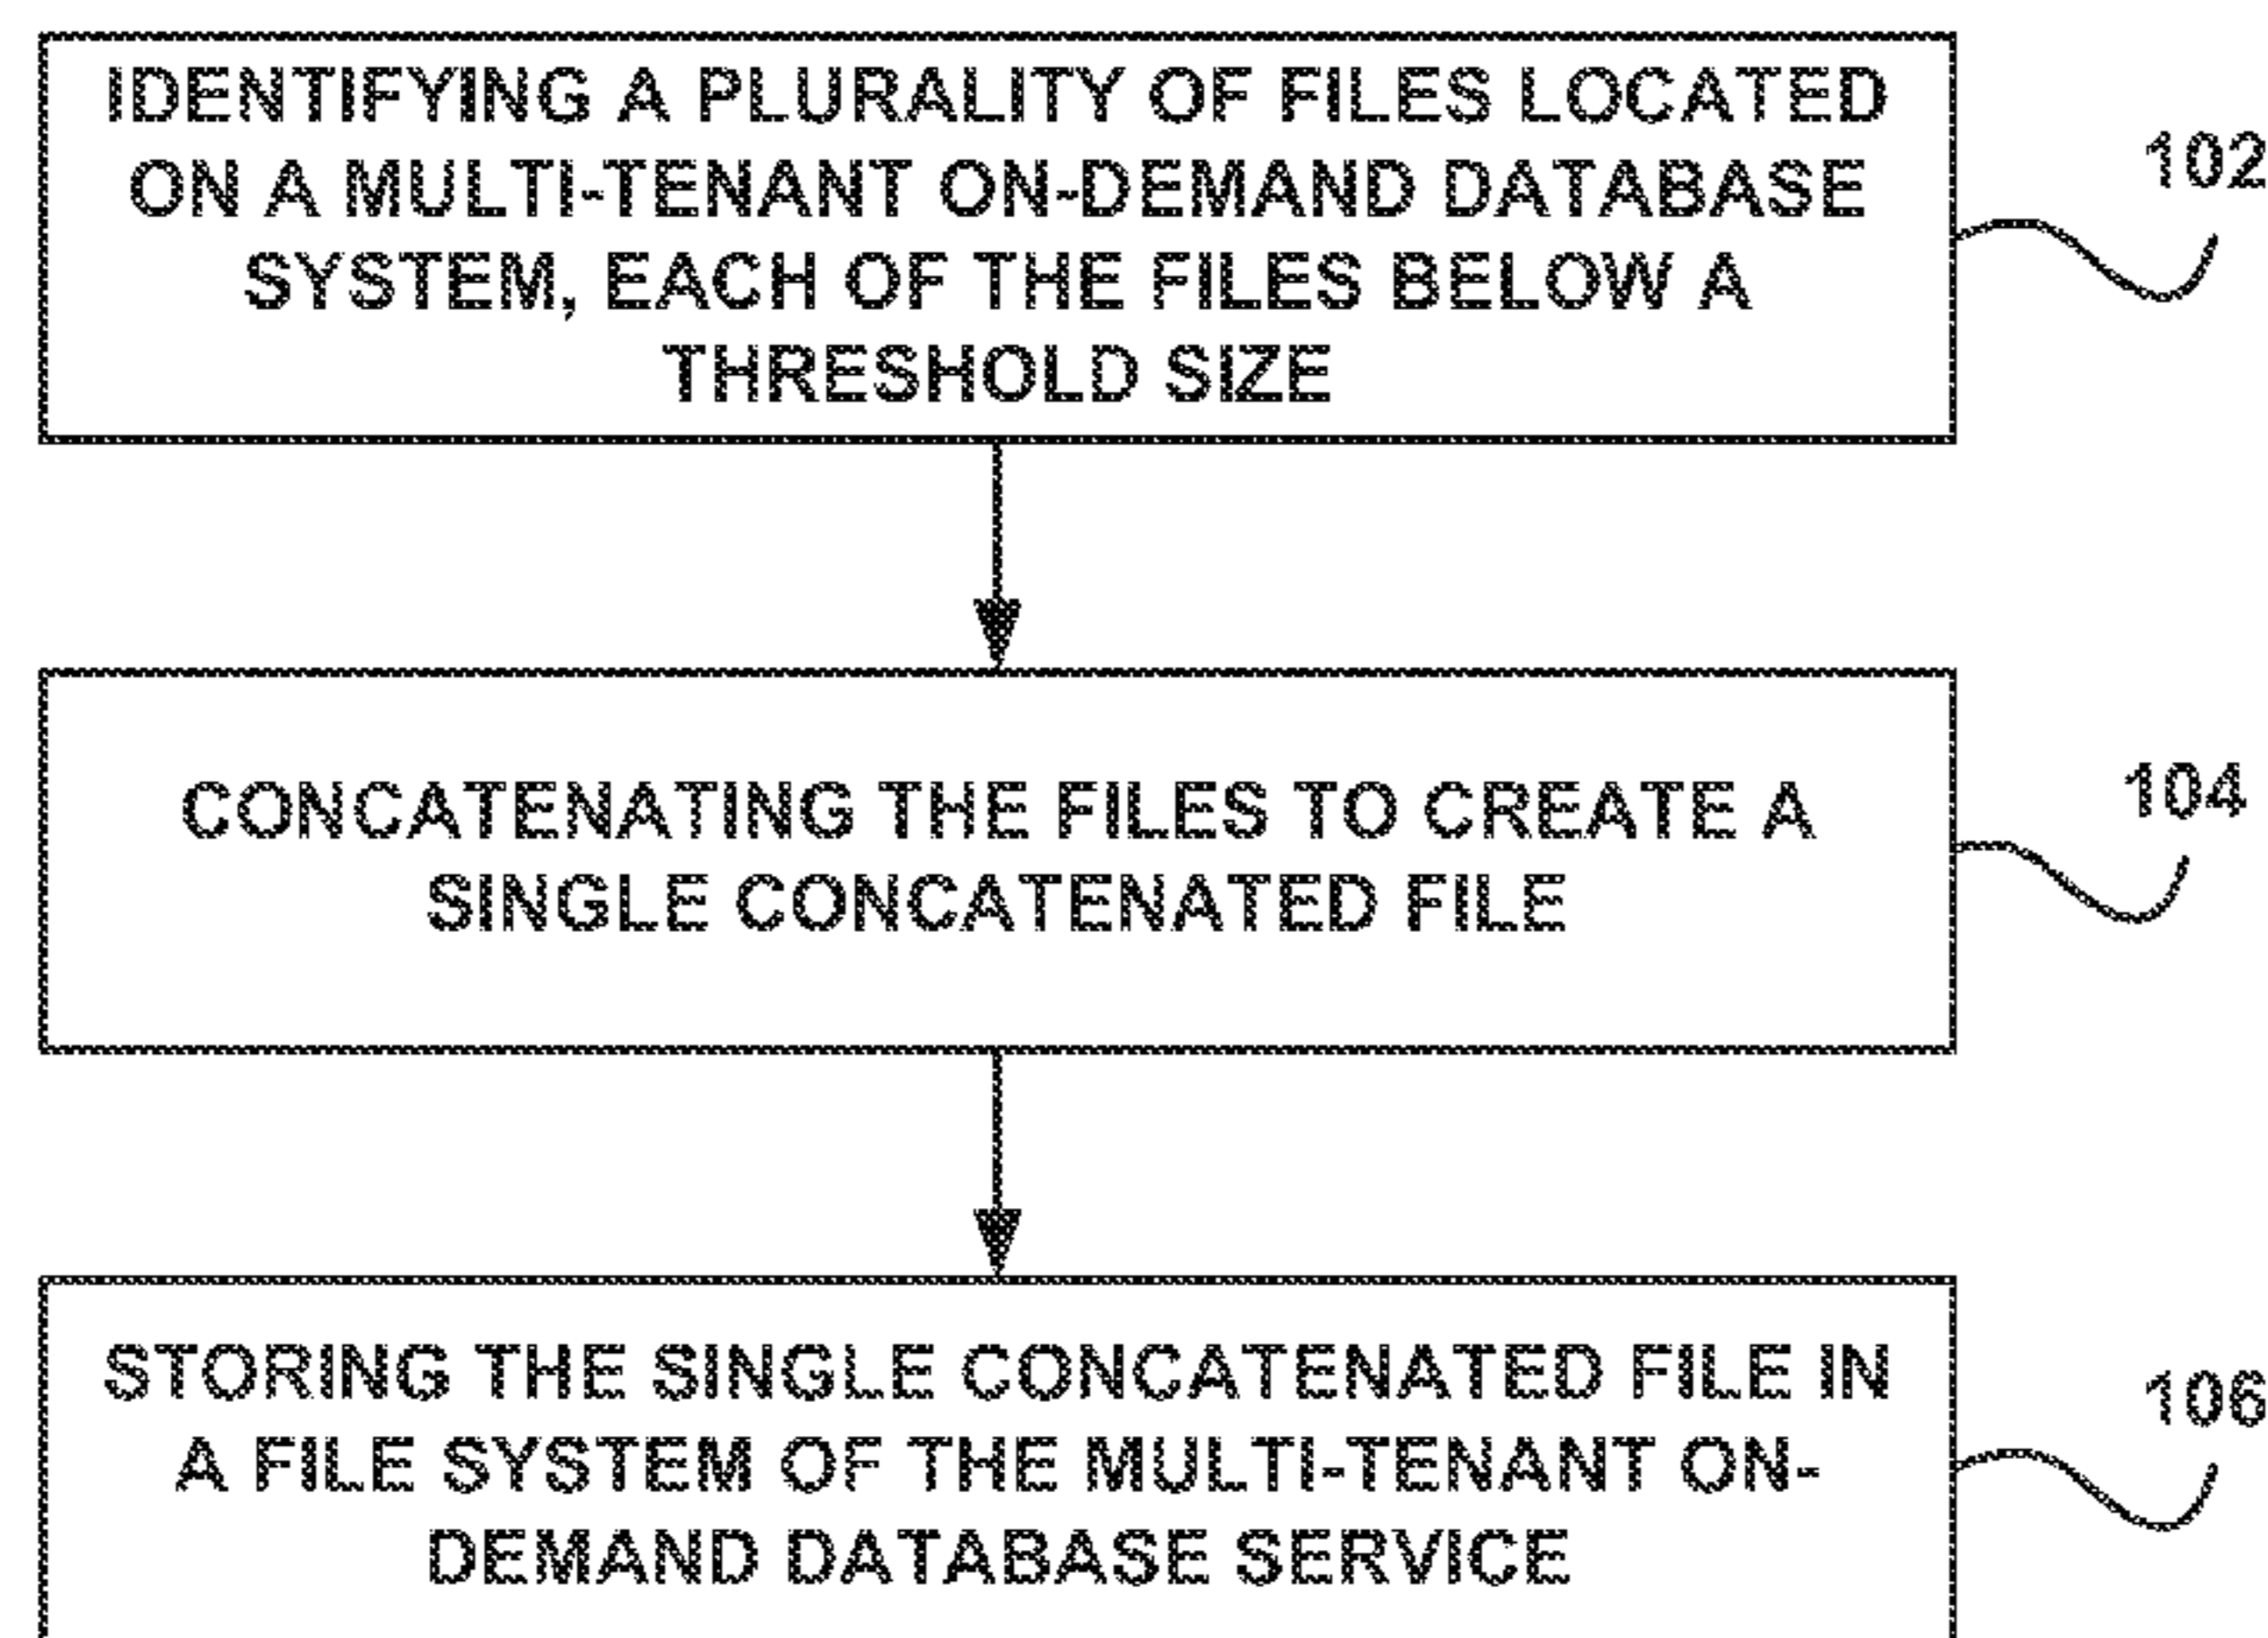 IDENTIFYING A PLURALITY OF FILES LOCATED
ON A MULTI-TENANT ON-DEMAND DATABASE
SYSTEM, EACH OF THE FILES BELOW A
THRESHOLD SIZE
102
CONCATENATING THE FILES TO CREATE A
SINGLE CONCATENATED FILE
104
STORING THE SINGLE CONCATENATED FILE IN
A FILE SYSTEM OF THE MULTI-TENANT ON-
DEMAND DATABASE SERVICE
106